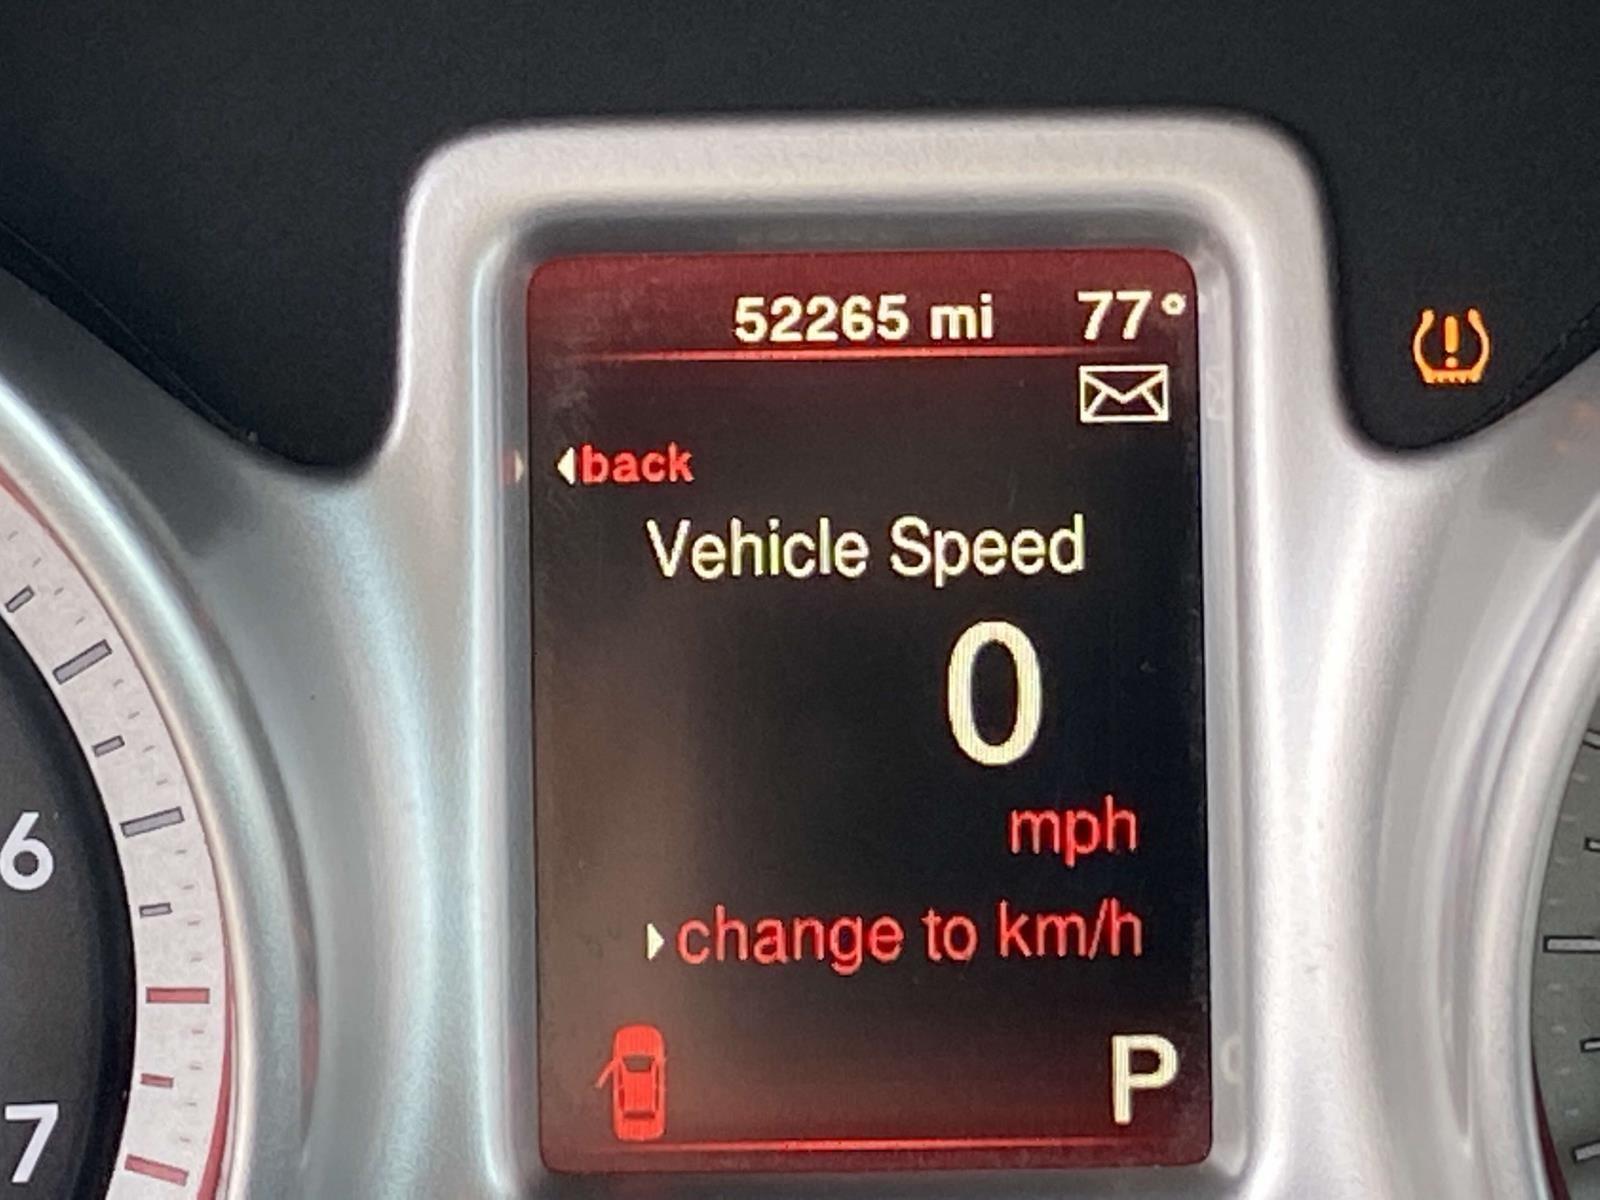 52265 mi 77°
back
Vehicle Speed
0
mph
change to km/h
P
6
7